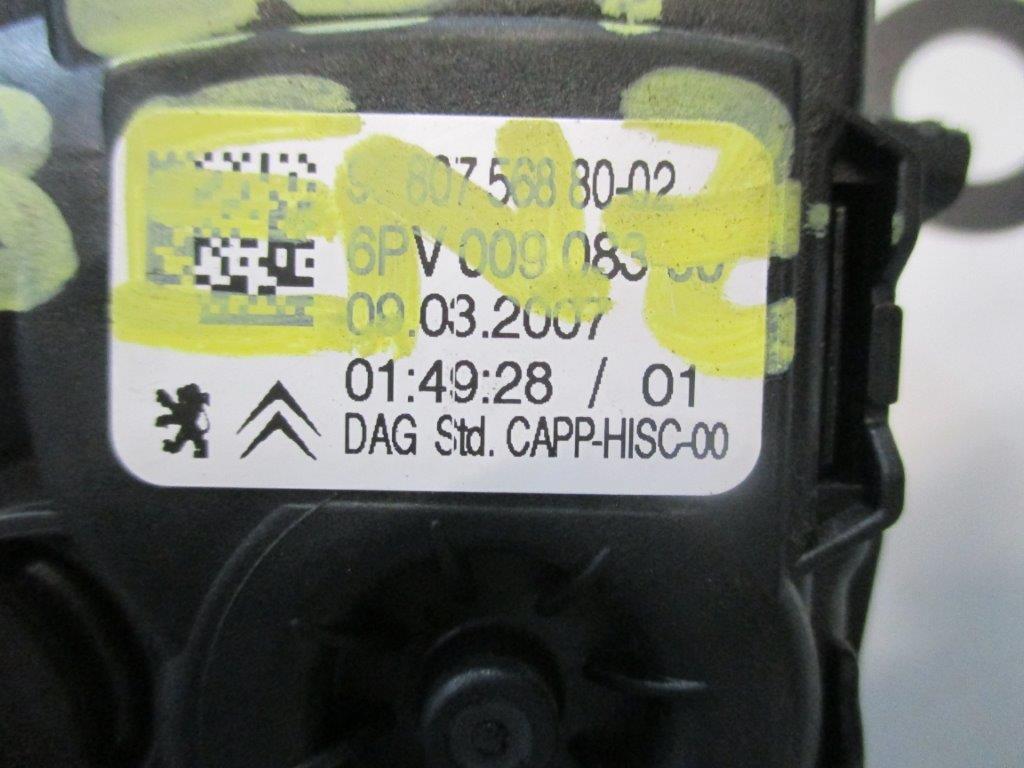 807 568 80-02
6PV 009 083
09.03.2007
01:49:28 / 01
DAG Std. CAPP-HISC-00